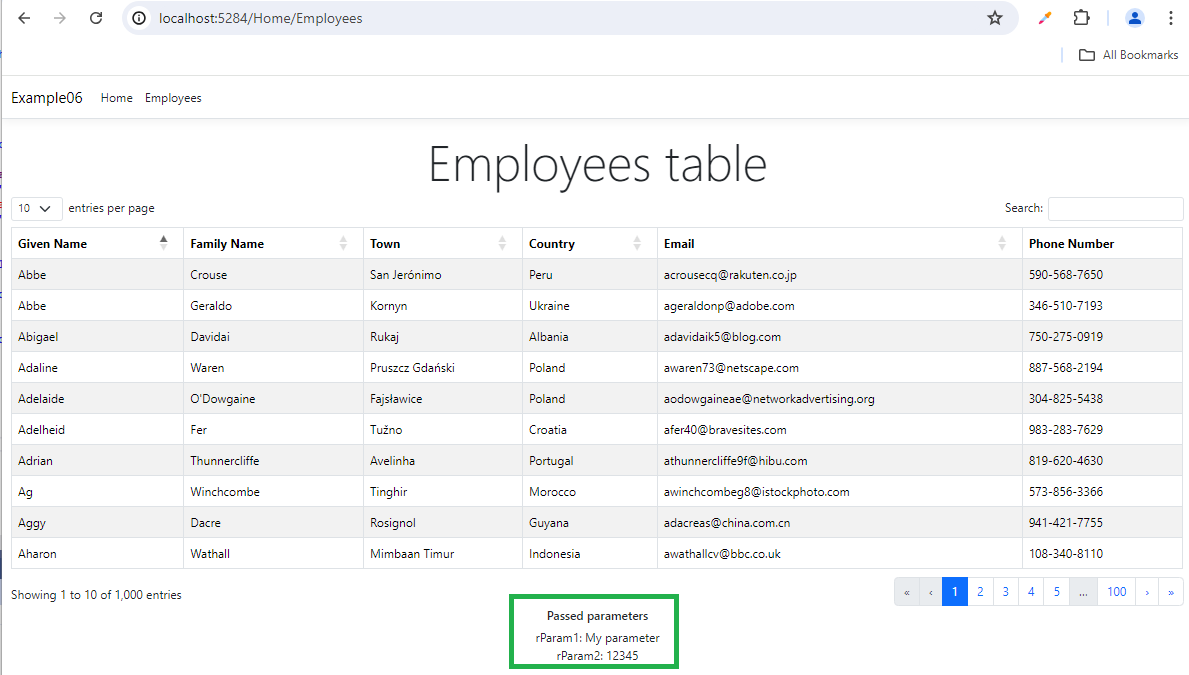 localhost:5284/Home/Employees
All Bookmarks
Example06 Home Employees
Employees table
10 entries per page Search:
Given Name Family Name Town Country Email Phone Number
Abbe Crouse San Jerónimo Peru acrousecq@rakuten.co.jp 590-568-7650
Abbe Geraldo Kornyn Ukraine ageraldonp@adobe.com 346-510-7193
Abigael Davidai Rukaj Albania adavidaik5@blog.com 750-275-0919
Adaline Waren Pruszcz Gdański Poland awaren73@netscape.com 887-568-2194
Adelaide O'Dowgaine Fajsławice Poland aodowgaineae@networkadvertising.org 304-825-5438
Adelheid Fer Tužno Croatia afer40@bravesites.com 983-283-7629
Adrian Thunnercliffe Avelinha Portugal athunnercliffe9f@hibu.com 819-620-4630
Ag Winchcombe Tinghir Morocco awinchcombeg8@istockphoto.com 573-856-3366
Aggy Dacre Rosignol Guyana adacreas@china.com.cn 941-421-7755
Aharon Wathall Mimbaan Timur Indonesia awathallcv@bbc.co.uk 108-340-8110
Showing 1 to 10 of 1,000 entries « ‹ 1 2 3 4 5 … 100 › »
Passed parameters
rParam1: My parameter
rParam2: 12345